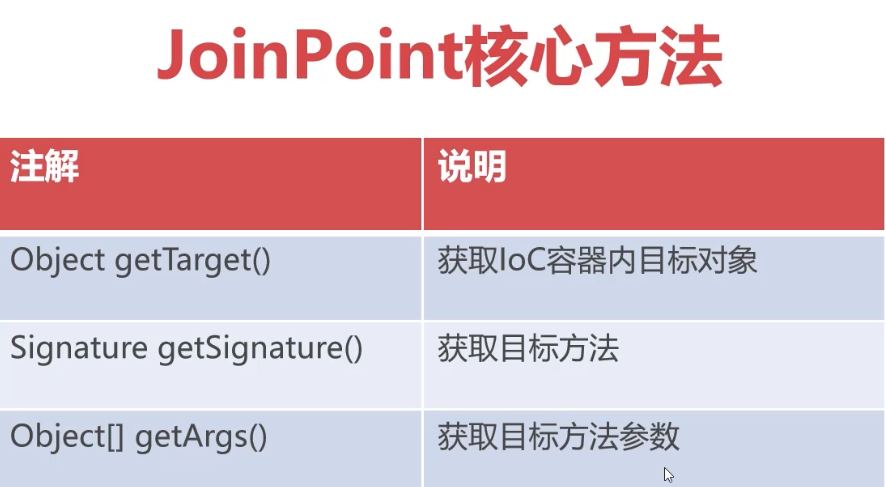 JoinPoint核心方法
注解 说明
Object getTarget() 获取IoC容器内目标对象
Signature getSignature() 获取目标方法
Object[] getArgs() 获取目标方法参数